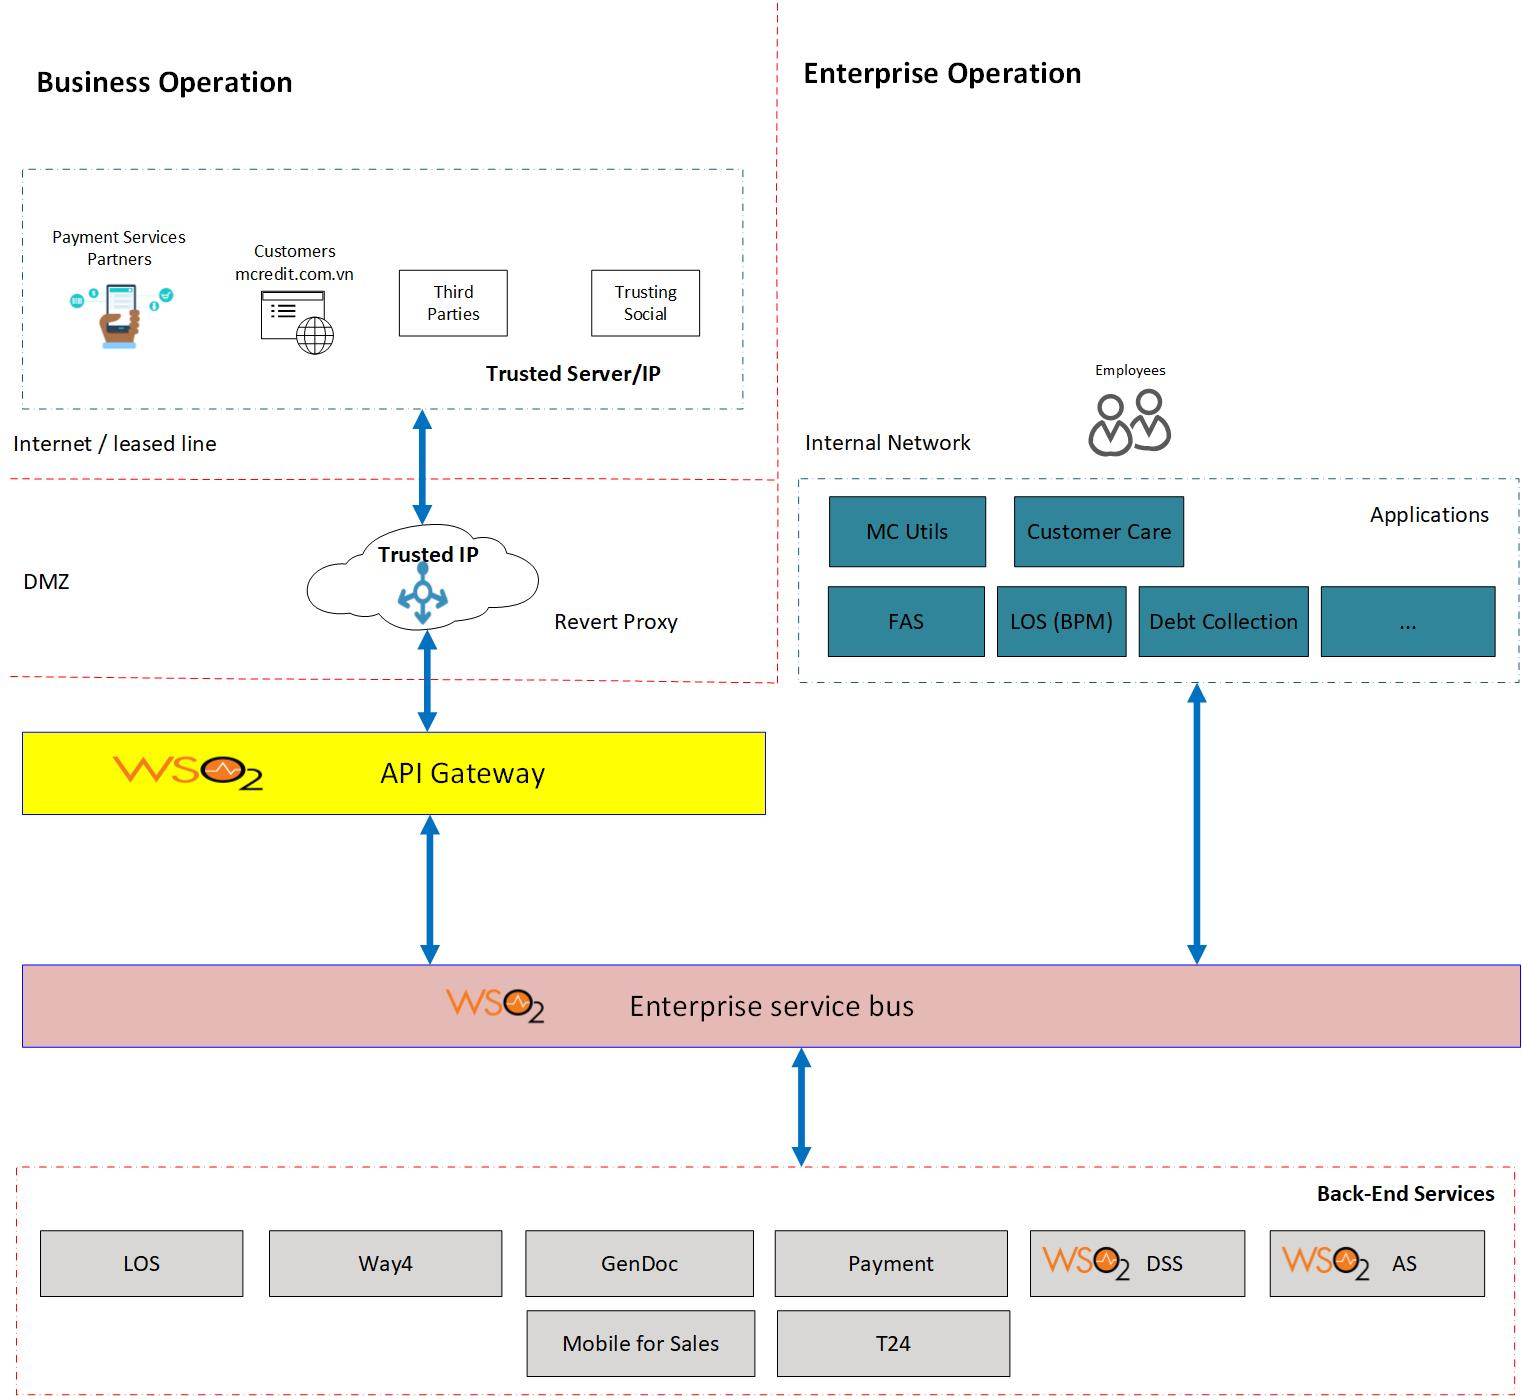 Business Operation
Enterprise Operation
Payment Services
Partners
Customers
mcredit.com.vn
Third
Parties
Trusting
Social
Trusted Server/IP
Employees
Internet / leased line
Internal Network
MC Utils
Customer Care
Applications
Trusted IP
DMZ
Revert Proxy
FAS
LOS (BPM)
Debt Collection
...
WSO2
API Gateway
WSO2
Enterprise service bus
Back-End Services
LOS
Way4
GenDoc
Payment
WSO2 DSS
WSO2 AS
Mobile for Sales
T24